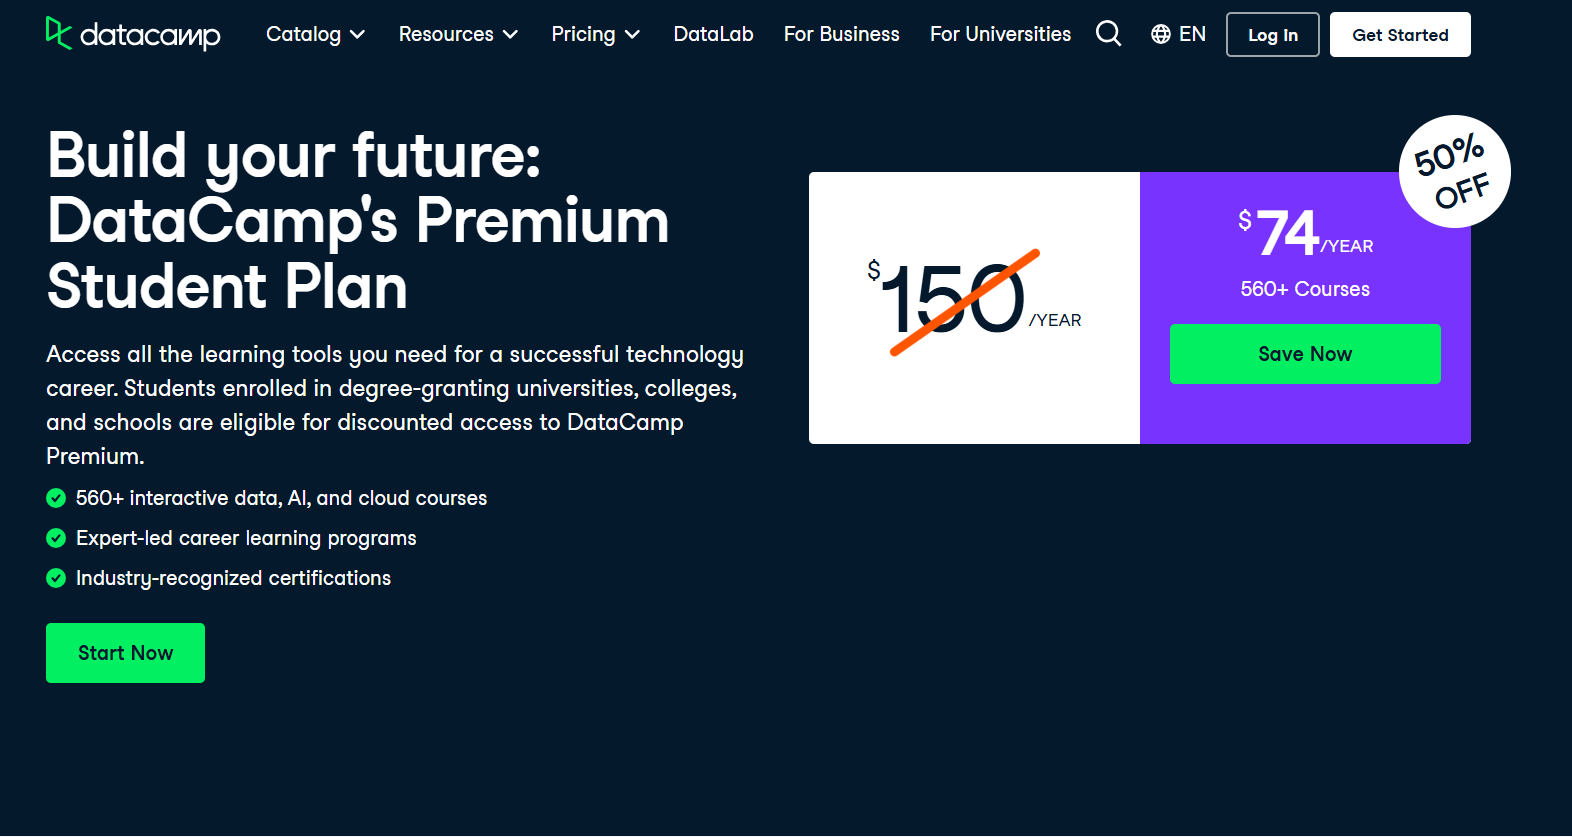 datacamp Catalog Resources Pricing DataLab For Business For Universities EN Log In Get Started
Build your future:
DataCamp's Premium
Student Plan
Access all the learning tools you need for a successful technology
career. Students enrolled in degree-granting universities, colleges,
and schools are eligible for discounted access to DataCamp
Premium.
560+ interactive data, AI, and cloud courses
Expert-led career learning programs
Industry-recognized certifications
Start Now
$150/YEAR
50%
OFF
$74/YEAR
560+ Courses
Save Now